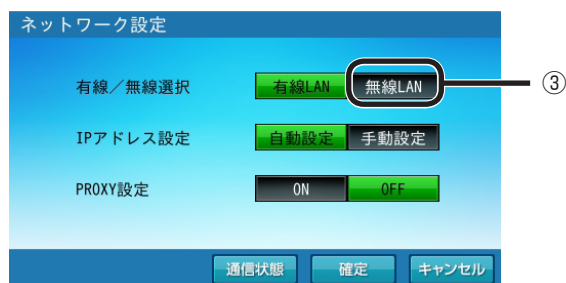 ネットワーク設定
有線／無線選択 有線LAN 無線LAN ③
IPアドレス設定 自動設定 手動設定
PROXY設定 ON OFF
通信状態 確定 キャンセル